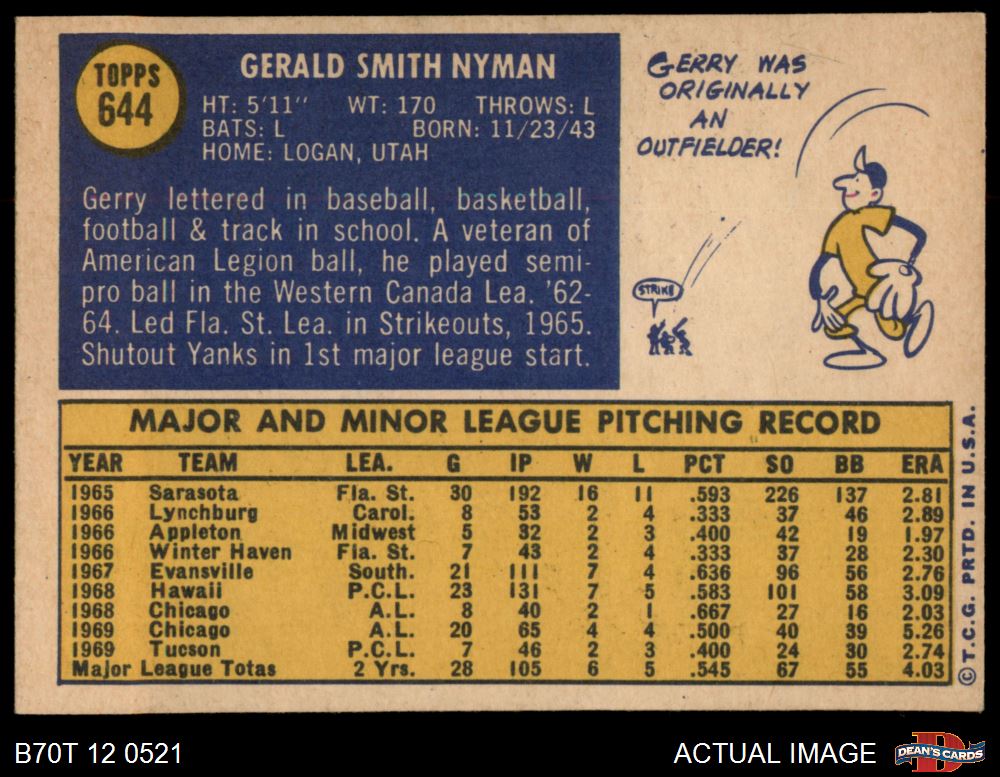 TOPPS
644
GERALD SMITH NYMAN
HT: 5'11" WT: 170 THROWS: L
BATS: L BORN: 11/23/43
HOME: LOGAN, UTAH
Gerry lettered in baseball, basketball,
football & track in school. A veteran of
American Legion ball, he played semi-
pro ball in the Western Canada Lea. '62-
64. Led Fla. St. Lea. in Strikeouts, 1965.
Shutout Yanks in 1st major league start.
GERRY WAS
ORIGINALLY
AN
OUTFIELDER!
STRIKE
MAJOR AND MINOR LEAGUE PITCHING RECORD
YEAR TEAM LEA. G IP W L PCT SO BB ERA
1965 Sarasota Fla. St. 30 192 16 11 .593 226 137 2.81
1966 Lynchburg Carol. 8 53 2 4 .333 37 46 2.89
1966 Appleton Midwest 5 32 2 3 .400 42 19 1.97
1966 Winter Haven Fla. St. 7 43 2 4 .333 37 28 2.30
1967 Evansville South. 21 111 7 4 .636 96 56 2.76
1968 Hawaii P.C.L. 23 131 7 5 .583 101 58 3.09
1968 Chicago A.L. 8 40 2 1 .667 27 16 2.03
1969 Chicago A.L. 20 65 4 4 .500 40 39 5.26
1969 Tucson P.C.L. 7 46 2 3 .400 24 30 2.74
Major League Totas 2 Yrs. 28 105 6 5 .545 67 55 4.03
© T.C.G. PRTD. IN U.S.A.
B70T 12 0521
ACTUAL IMAGE
D
DEAN'S CARDS